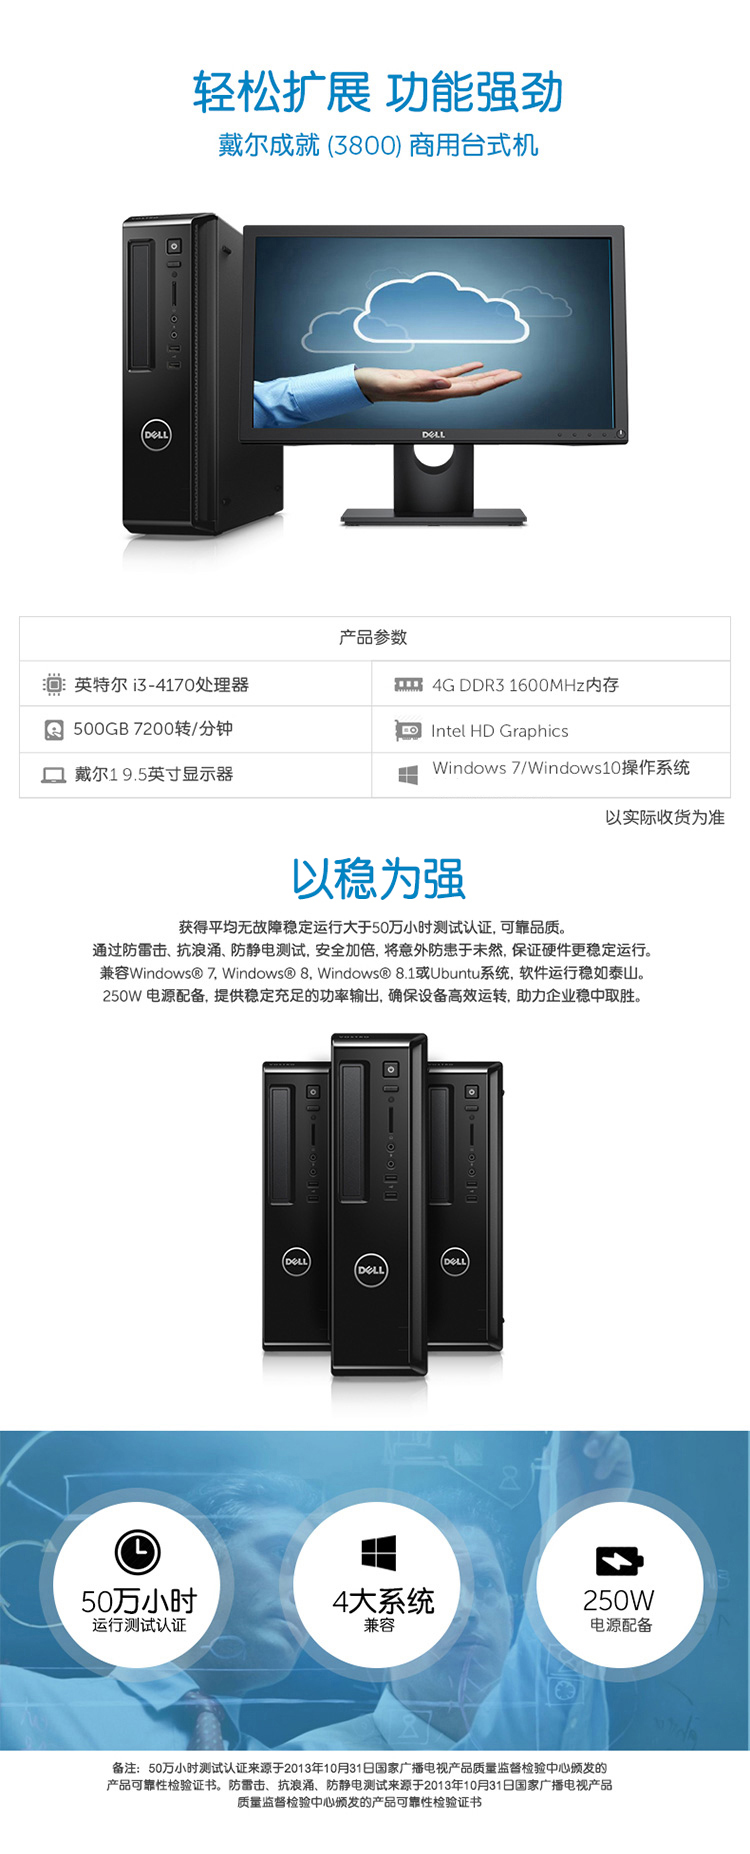 轻松扩展 功能强劲
戴尔成就 (3800) 商用台式机
DELL
DELL
产品参数
英特尔 i3-4170处理器
4G DDR3 1600MHz内存
500GB 7200转/分钟
Intel HD Graphics
戴尔1 9.5英寸显示器
Windows 7/Windows10操作系统
以实际收货为准
以稳为强
获得平均无故障稳定运行大于50万小时测试认证, 可靠品质。
通过防雷击、抗浪涌、防静电测试, 安全加倍, 将意外防患于未然, 保证硬件更稳定运行。
兼容Windows® 7, Windows® 8, Windows® 8.1或Ubuntu系统, 软件运行稳如泰山。
250W 电源配备, 提供稳定充足的功率输出, 确保设备高效运转, 助力企业稳中取胜。
DELL
DELL
DELL
50万小时
运行测试认证
4大系统
兼容
250W
电源配备
备注：50万小时测试认证来源于2013年10月31日国家广播电视产品质量监督检验中心颁发的
产品可靠性检验证书。防雷击、抗浪涌、防静电测试来源于2013年10月31日国家广播电视产品
质量监督检验中心颁发的产品可靠性检验证书